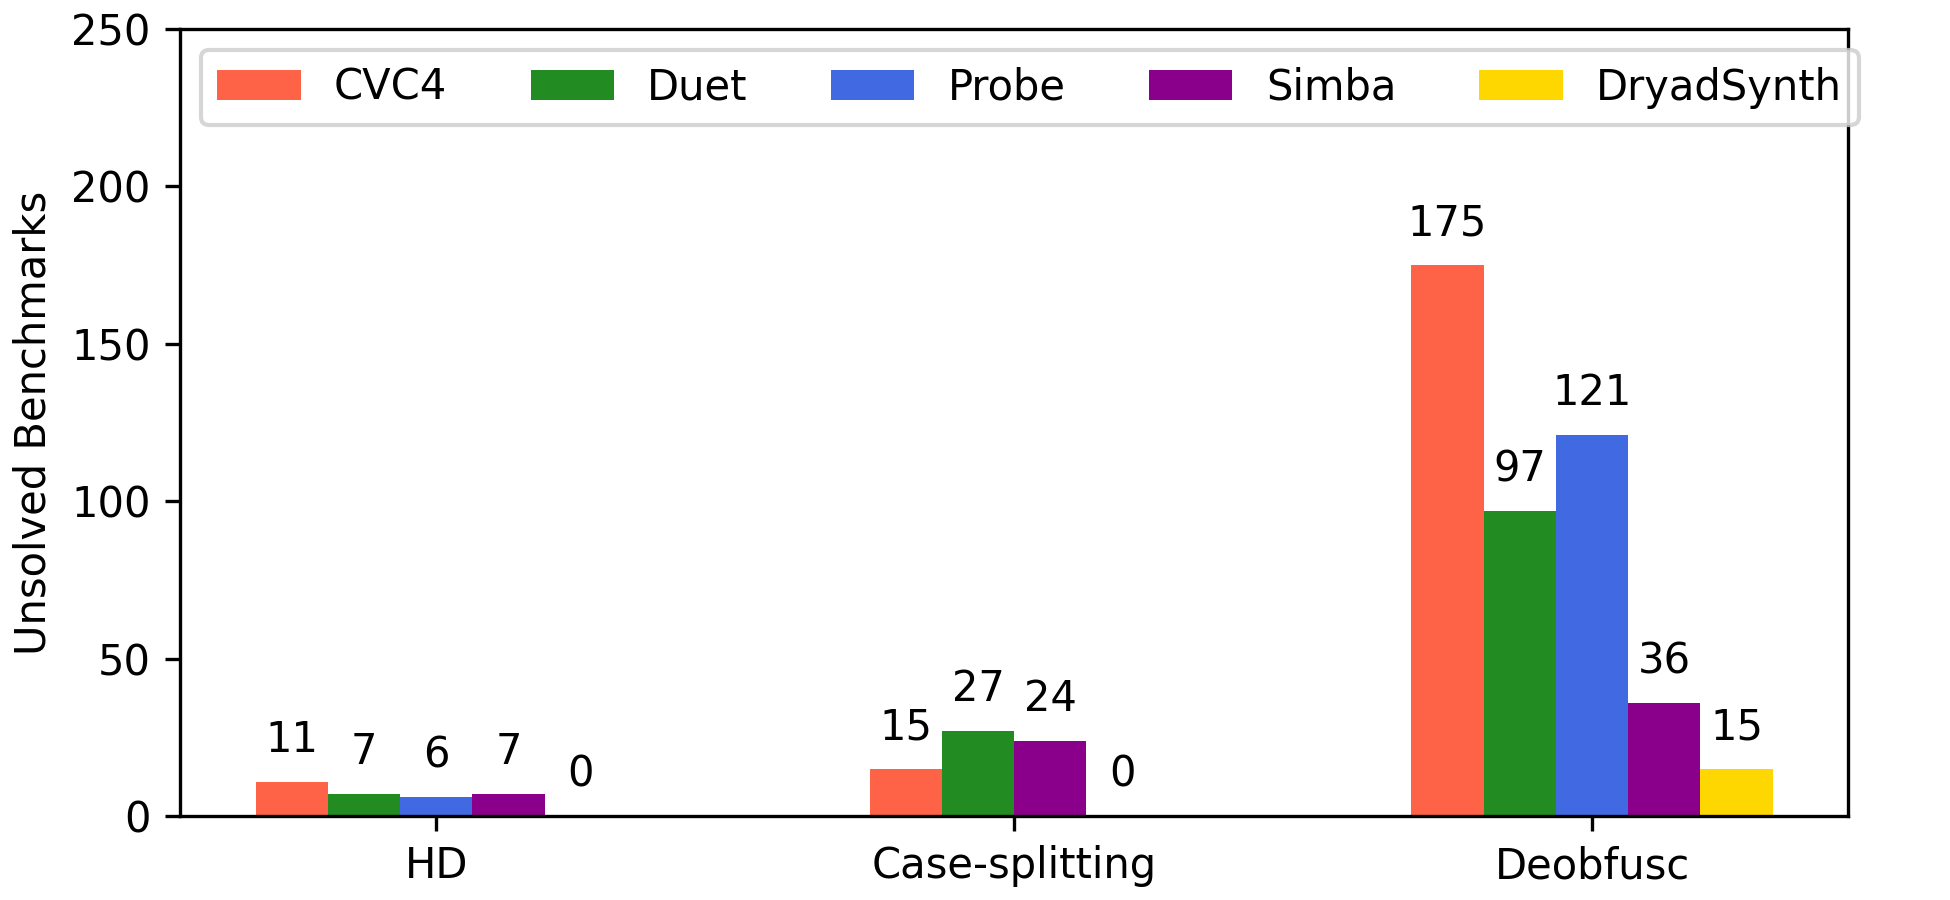 250
200
150
100
50
0
Unsolved Benchmarks
CVC4 Duet Probe Simba DryadSynth
11 7 6 7 0
15 27 24 0
175 97 121 36 15
HD Case-splitting Deobfusc